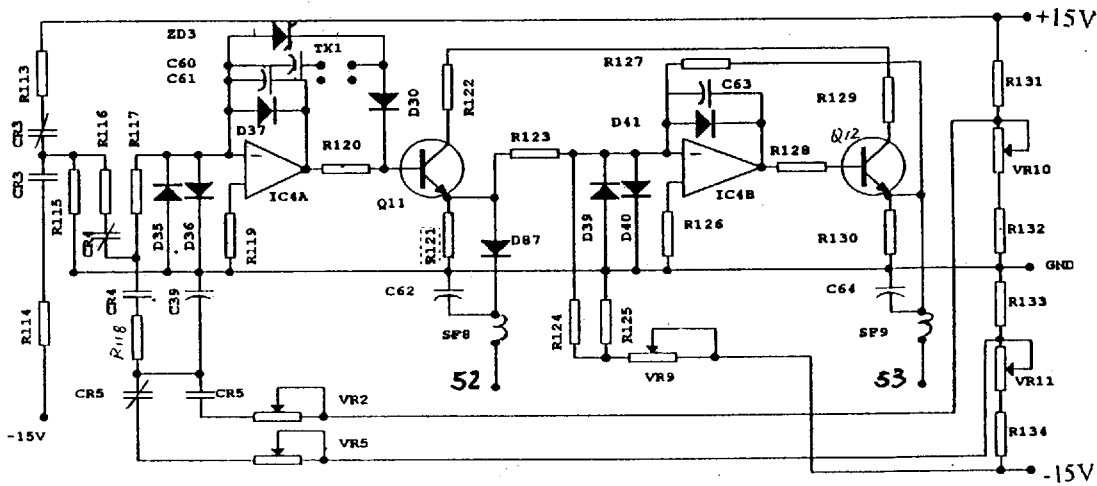 +15V
ZD3
C60
TX1
C61
R113
R127
C63
R131
D30
R122
R129
CR3
R116
R117
D37
D41
Q12
R120
R123
R128
VR10
CR3
IC4A
IC4B
Q11
R115
CR4
D35
D36
R119
R121
D87
D39
D40
R126
R130
R132
GND
CR4
C39
C62
C64
R133
R114
R118
SF8
R124
R125
SF9
CR5
CR5
VR2
52
VR9
53
VR11
-15V
VR5
R134
-15V